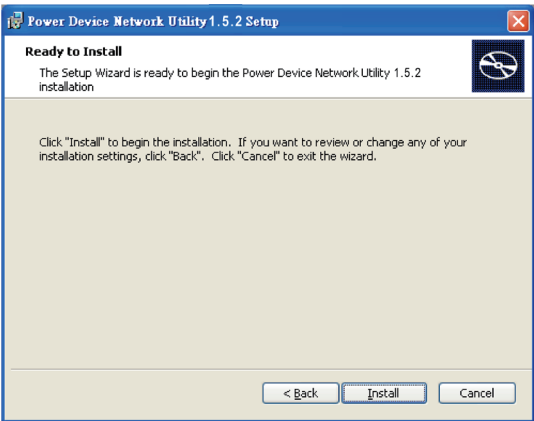 Power Device Network Utility 1.5.2 Setup
Ready to Install
The Setup Wizard is ready to begin the Power Device Network Utility 1.5.2
installation
Click "Install" to begin the installation.  If you want to review or change any of your
installation settings, click "Back".  Click "Cancel" to exit the wizard.
< Back
Install
Cancel